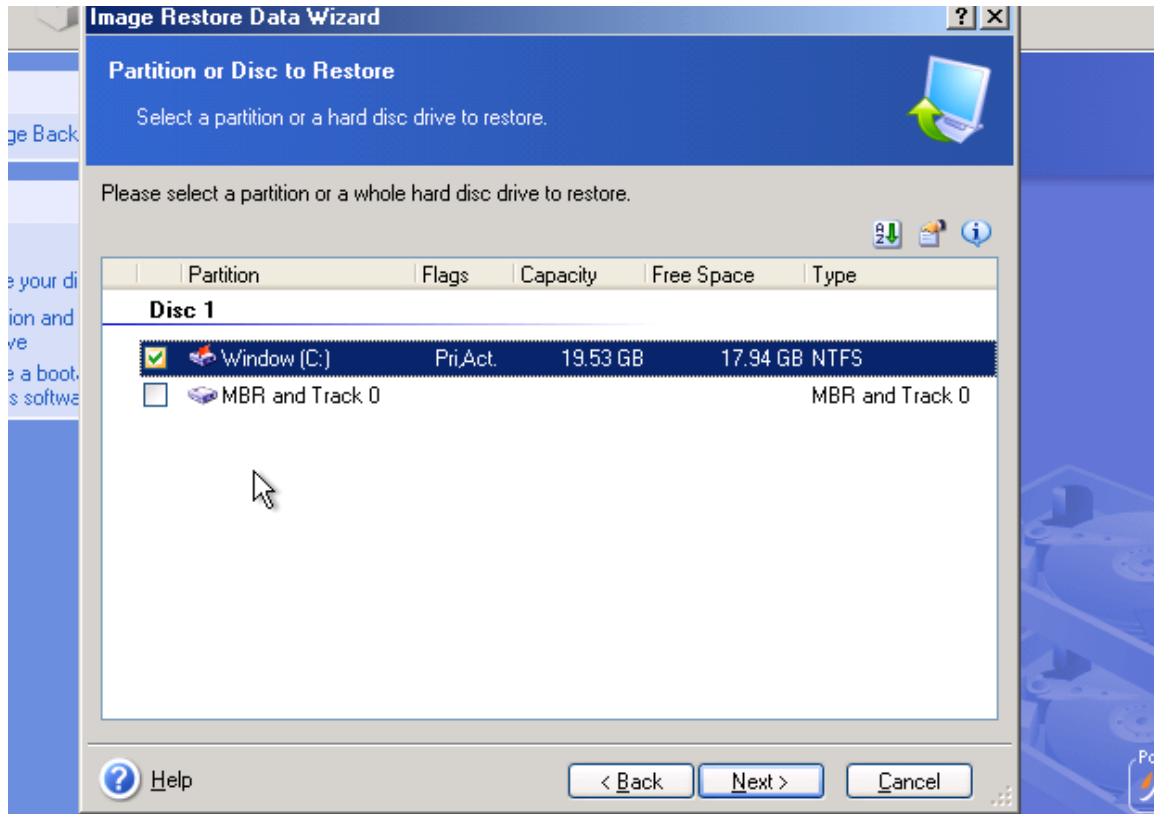 Image Restore Data Wizard
Partition or Disc to Restore
Select a partition or a hard disc drive to restore.
ge Back
Please select a partition or a whole hard disc drive to restore.
Partition Flags Capacity Free Space Type
e your di
ion and
ve
e a boot
s softwa
Disc 1
Window (C:) Pri,Act. 19.53 GB 17.94 GB NTFS
MBR and Track 0 MBR and Track 0
Help < Back Next > Cancel
Po